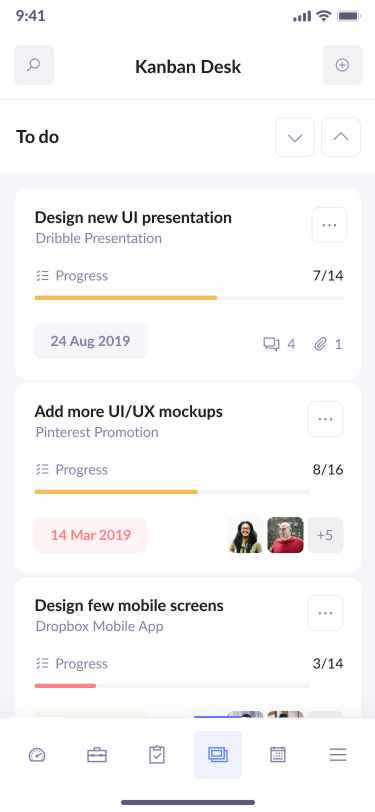 9:41
Kanban Desk
To do
Design new UI presentation
Dribble Presentation
Progress 7/14
24 Aug 2019 4 1
Add more UI/UX mockups
Pinterest Promotion
Progress 8/16
14 Mar 2019 +5
Design few mobile screens
Dropbox Mobile App
Progress 3/14